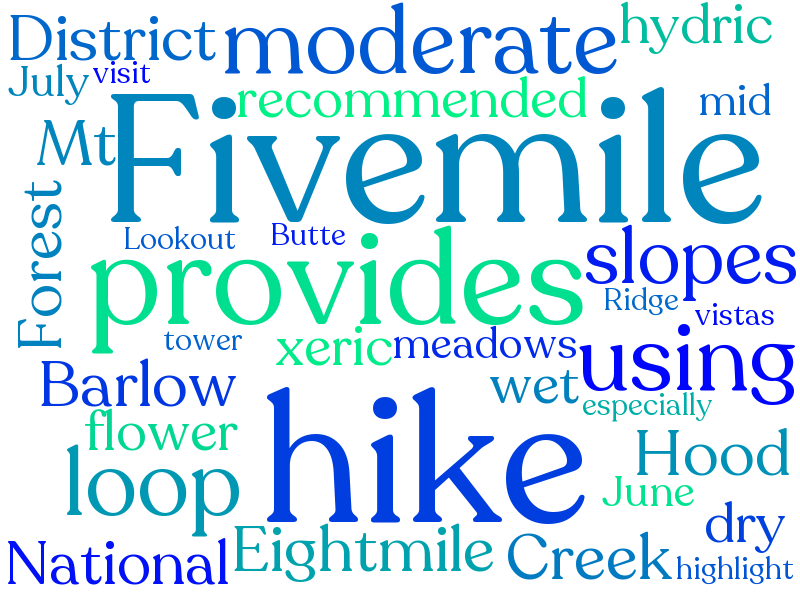 District
moderate
hydric
July
visit
recommended
mid
Mt
Fivemile
Forest
Lookout
Butte
provides
slopes
Ridge
vistas
tower
xeric
meadows
using
Barlow
wet
especially
flower
loop
hike
Hood
June
dry
National
Eightmile
Creek
highlight